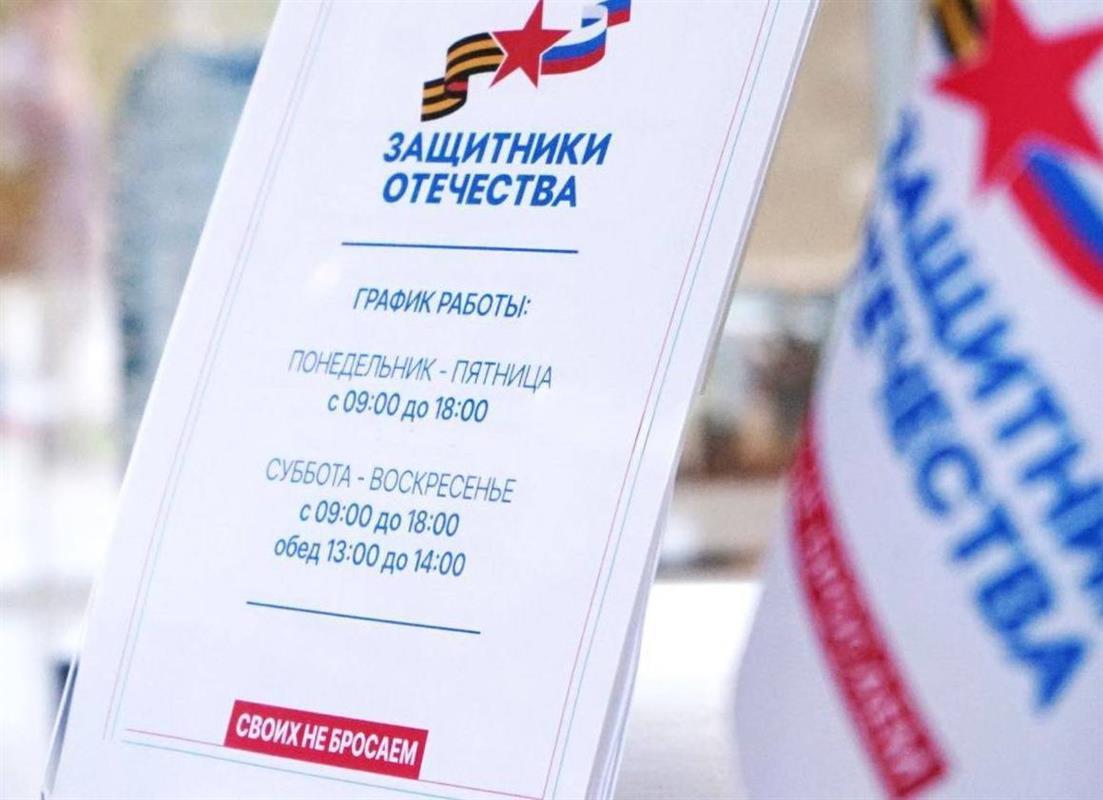 ЗАЩИТНИКИ
ОТЕЧЕСТВА
ГРАФИК РАБОТЫ:
ПОНЕДЕЛЬНИК - ПЯТНИЦА
с 09:00 до 18:00
СУББОТА - ВОСКРЕСЕНЬЕ
с 09:00 до 18:00
обед 13:00 до 14:00
СВОИХ НЕ БРОСАЕМ
ЗАЩИТНИ
ОТЕЧЕСТВА